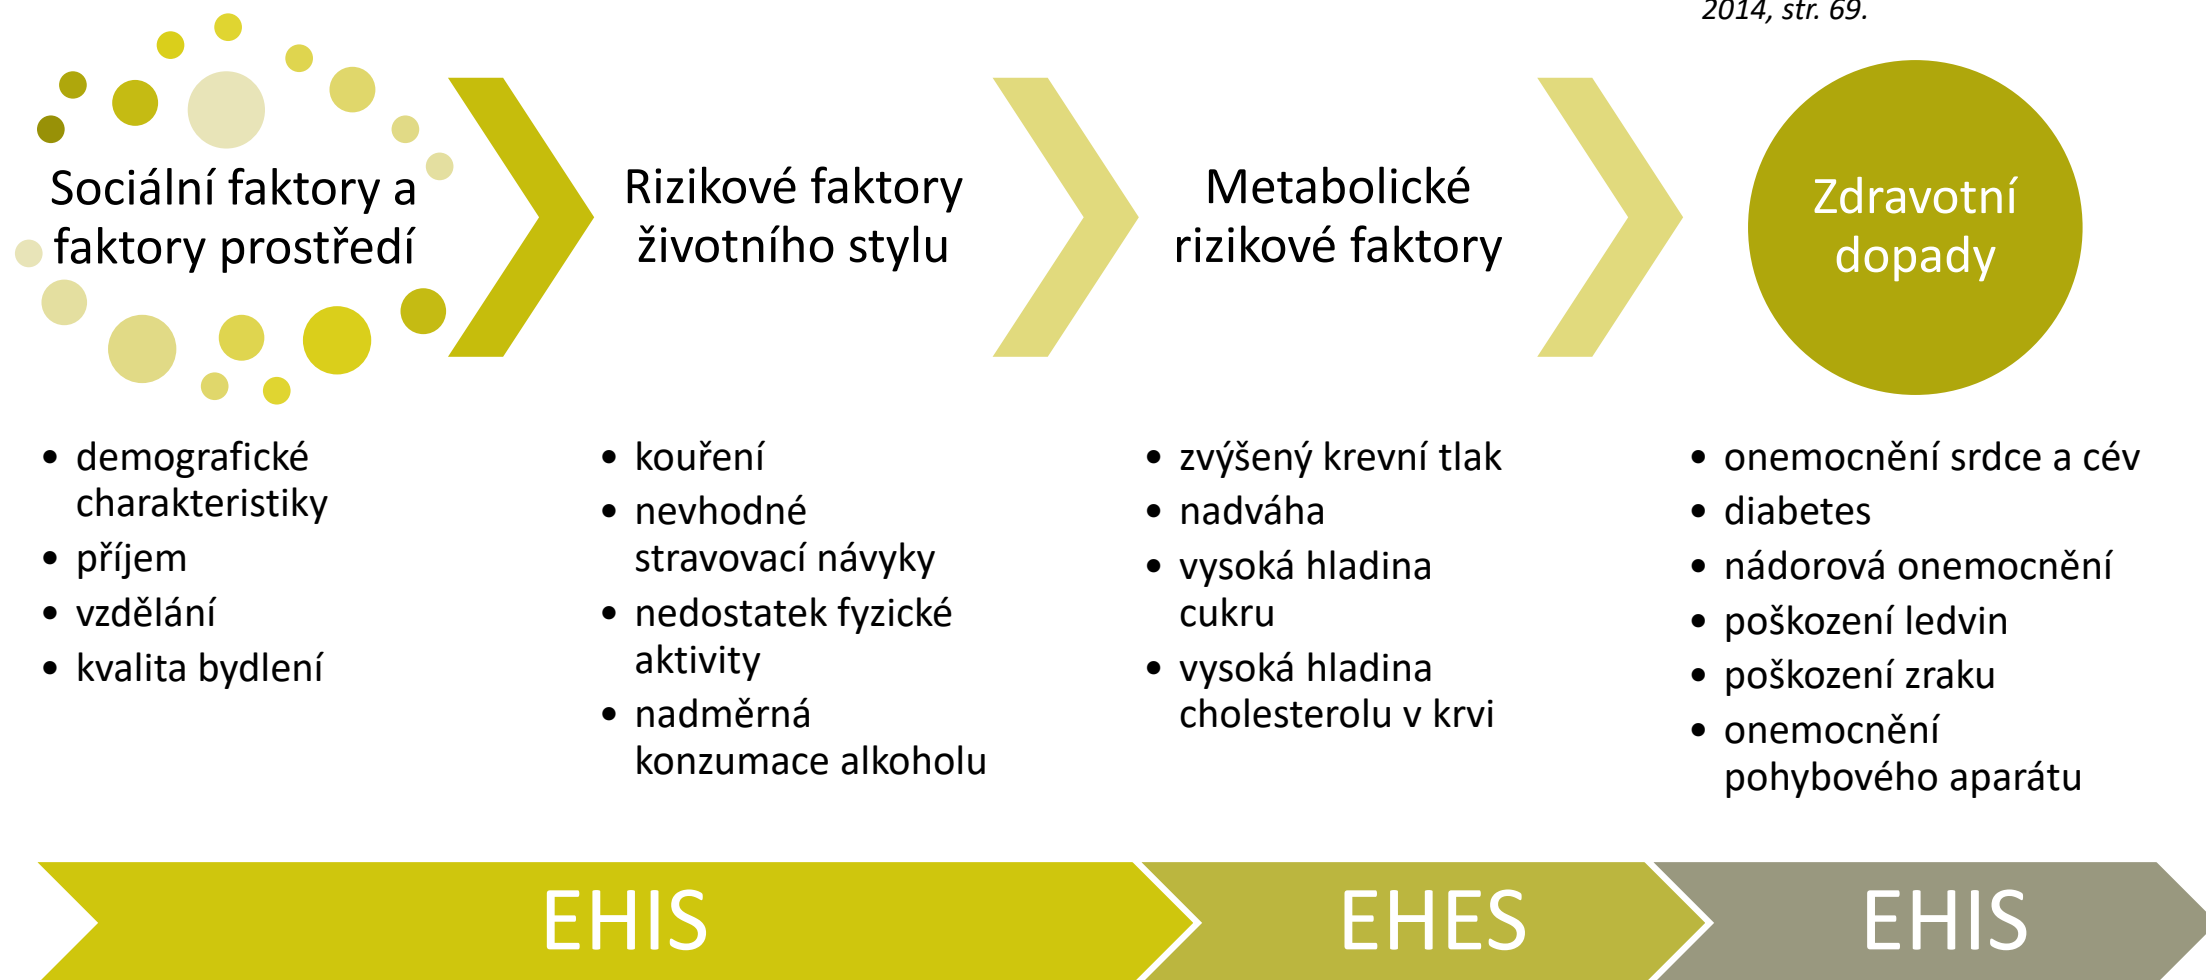 2014, str. 69.
Sociální faktory a
faktory prostředí
Rizikové faktory
životního stylu
Metabolické
rizikové faktory
Zdravotní
dopady
• demografické
charakteristiky
• příjem
• vzdělání
• kvalita bydlení
• kouření
• nevhodné
stravovací návyky
• nedostatek fyzické
aktivity
• nadměrná
konzumace alkoholu
• zvýšený krevní tlak
• nadváha
• vysoká hladina
cukru
• vysoká hladina
cholesterolu v krvi
• onemocnění srdce a cév
• diabetes
• nádorová onemocnění
• poškození ledvin
• poškození zraku
• onemocnění
pohybového aparátu
EHIS
EHES
EHIS